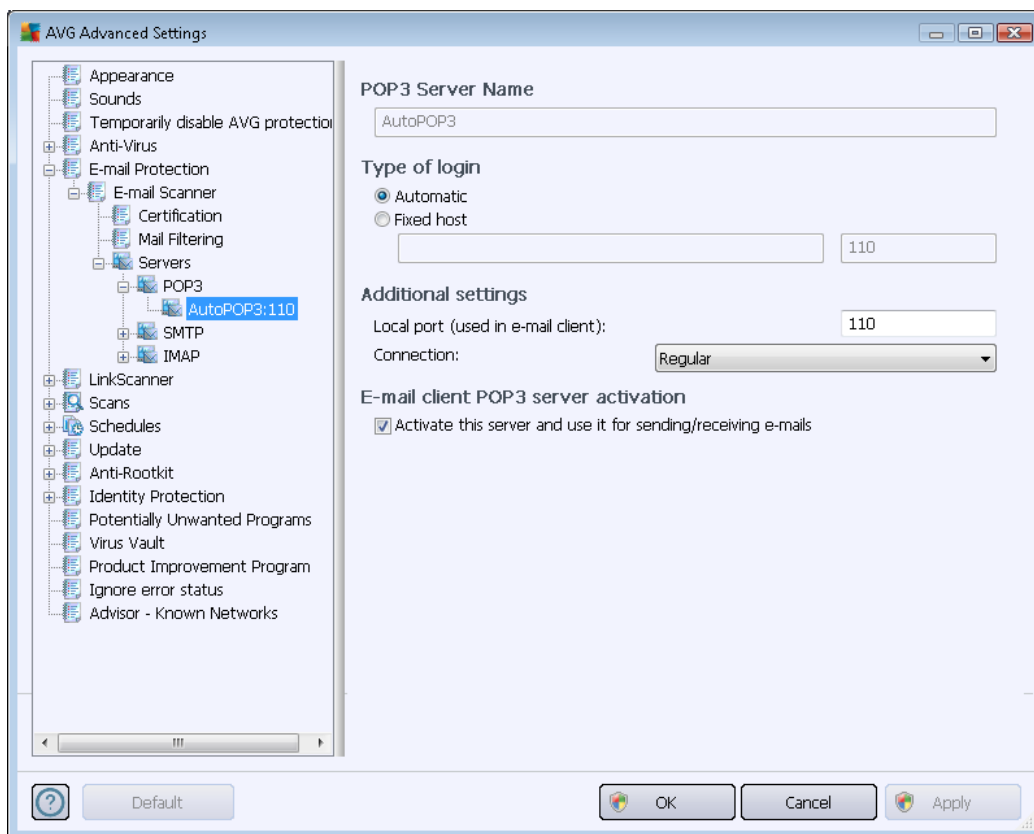 AVG Advanced Settings
Appearance
Sounds
Temporarily disable AVG protection
Anti-Virus
E-mail Protection
E-mail Scanner
Certification
Mail Filtering
Servers
POP3
AutoPOP3:110
SMTP
IMAP
LinkScanner
Scans
Schedules
Update
Anti-Rootkit
Identity Protection
Potentially Unwanted Programs
Virus Vault
Product Improvement Program
Ignore error status
Advisor - Known Networks
POP3 Server Name
AutoPOP3
Type of login
Automatic
Fixed host
110
Additional settings
Local port (used in e-mail client): 110
Connection: Regular
E-mail client POP3 server activation
Activate this server and use it for sending/receiving e-mails
? Default OK Cancel Apply